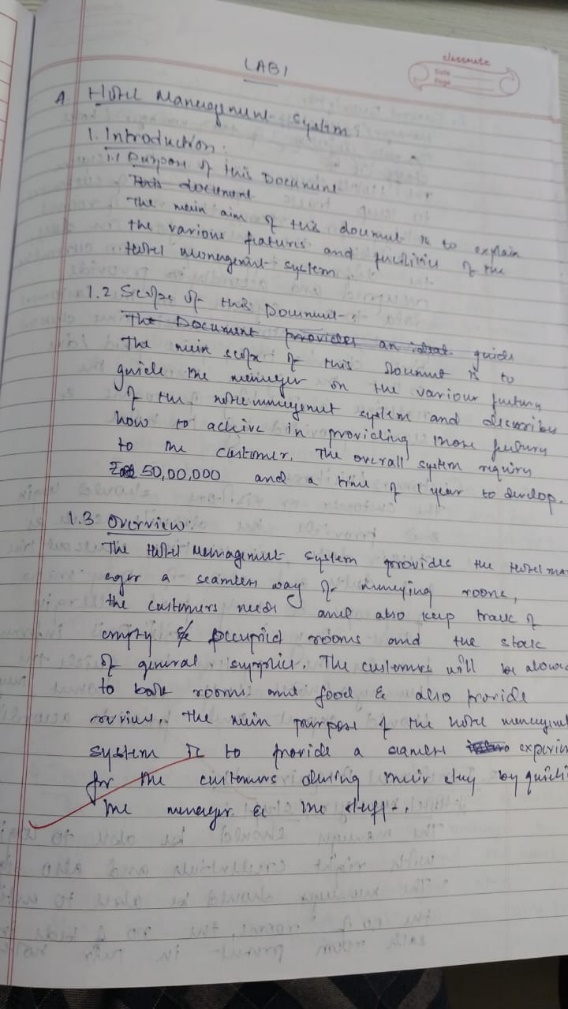 LAB 1
classmate
Date
Page
A. Hotel Management System
1. Introduction:
1.1 Purpose of this Document
This document
The main aim of this document is to explain
the various features and facilities of the
Hotel management system.
1.2. Scope of this Document:
The Document provides an guide
The main scope of this Document is to
guide the manager on the various
of the hotel management system and describe
how to achive in providing more
to the customer. The overall system requires
50,00,000 and a time of 1 year to develop.
1.3 Overview:
The Hotel Management system provides the Hotel man
ager a seamless way of managing rooms,
the customers needs and also keep track of
empty & occupied rooms and the stock
of general supplies. The customers will be allowed
to book rooms and food & also provide
reviews. The main purpose of the hotel management
system is to provide a experien
for the customers during their stay by
the manager & the staff.